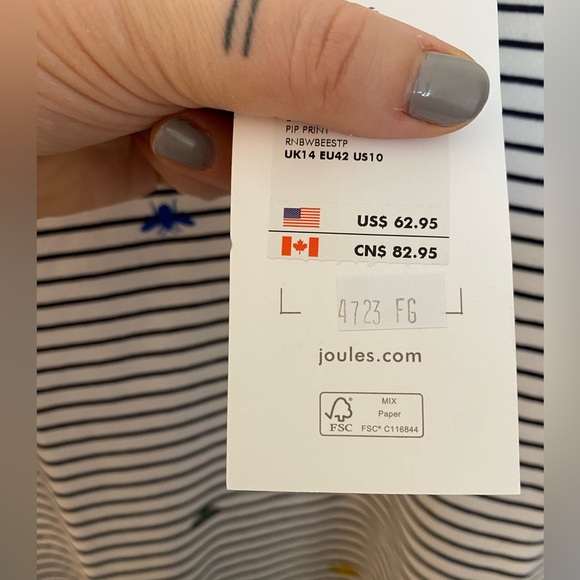 PIP PRINT
RNBWBEESTP
UK14 EU42 US10
US$ 62.95
CN$ 82.95
4723 FG
joules.com
MIX
Paper
FSC® C116844
FSC